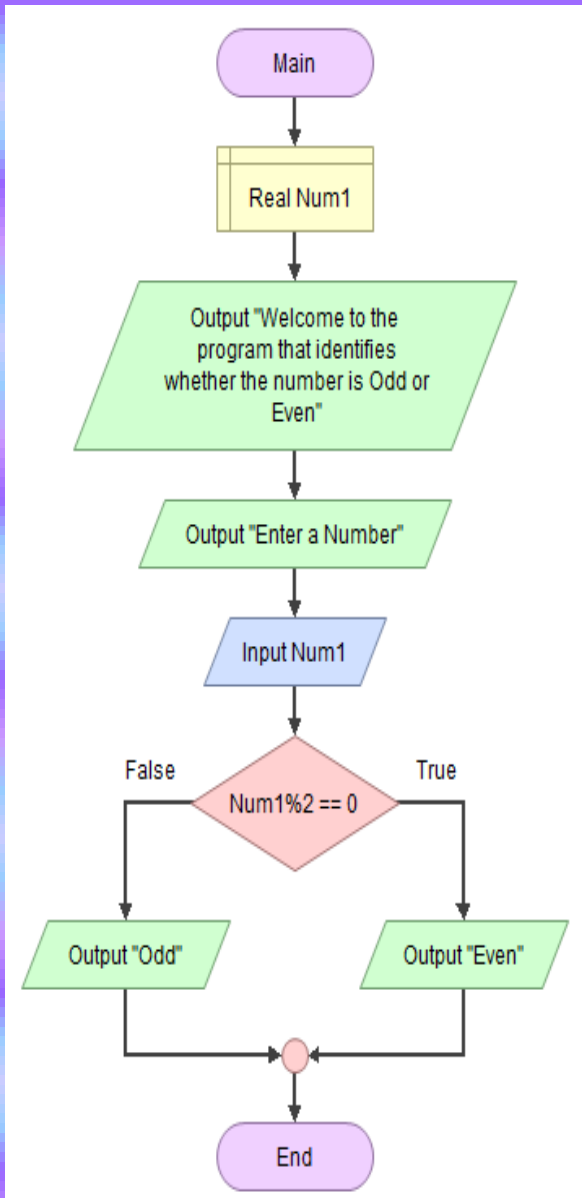 Main
Real Num1
Output "Welcome to the
program that identifies
whether the number is Odd or
Even"
Output "Enter a Number"
Input Num1
False
True
Num1%2 == 0
Output "Odd"
Output "Even"
End